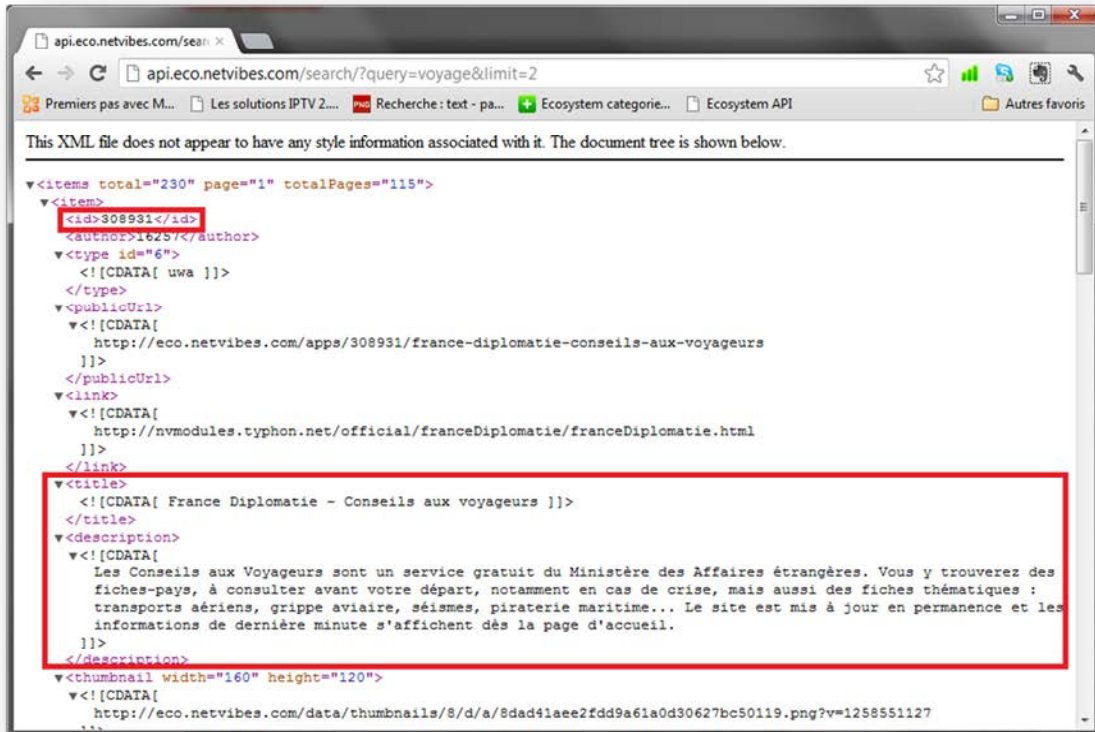 api.eco.netvibes.com/sear
api.eco.netvibes.com/search/?query=voyage&limit=2
Premiers pas avec M... Les solutions IPTV 2.... PNG Recherche : text - pa... Ecosystem categorie... Ecosystem API Autres favoris
This XML file does not appear to have any style information associated with it. The document tree is shown below.
▼<items total="230" page="1" totalPages="115">
▼<item>
<id>308931</id>
<author>16257</author>
▼<type id="6">
<![CDATA[ uwa ]]>
</type>
▼<publicUrl>
▼<![CDATA[
http://eco.netvibes.com/apps/308931/france-diplomatie-conseils-aux-voyageurs
]]>
</publicUrl>
▼<link>
▼<![CDATA[
http://nvmodules.typhon.net/official/franceDiplomatie/franceDiplomatie.html
]]>
</link>
▼<title>
<![CDATA[ France Diplomatie - Conseils aux voyageurs ]]>
</title>
▼<description>
▼<![CDATA[
Les Conseils aux Voyageurs sont un service gratuit du Ministère des Affaires étrangères. Vous y trouverez des
fiches-pays, à consulter avant votre départ, notamment en cas de crise, mais aussi des fiches thématiques :
transports aériens, grippe aviaire, séismes, piraterie maritime... Le site est mis à jour en permanence et les
informations de dernière minute s'affichent dès la page d'accueil.
]]>
</description>
▼<thumbnail width="160" height="120">
▼<![CDATA[
http://eco.netvibes.com/data/thumbnails/8/d/a/8dad41aee2fdd9a61a0d30627bc50119.png?v=1258551127
]]>